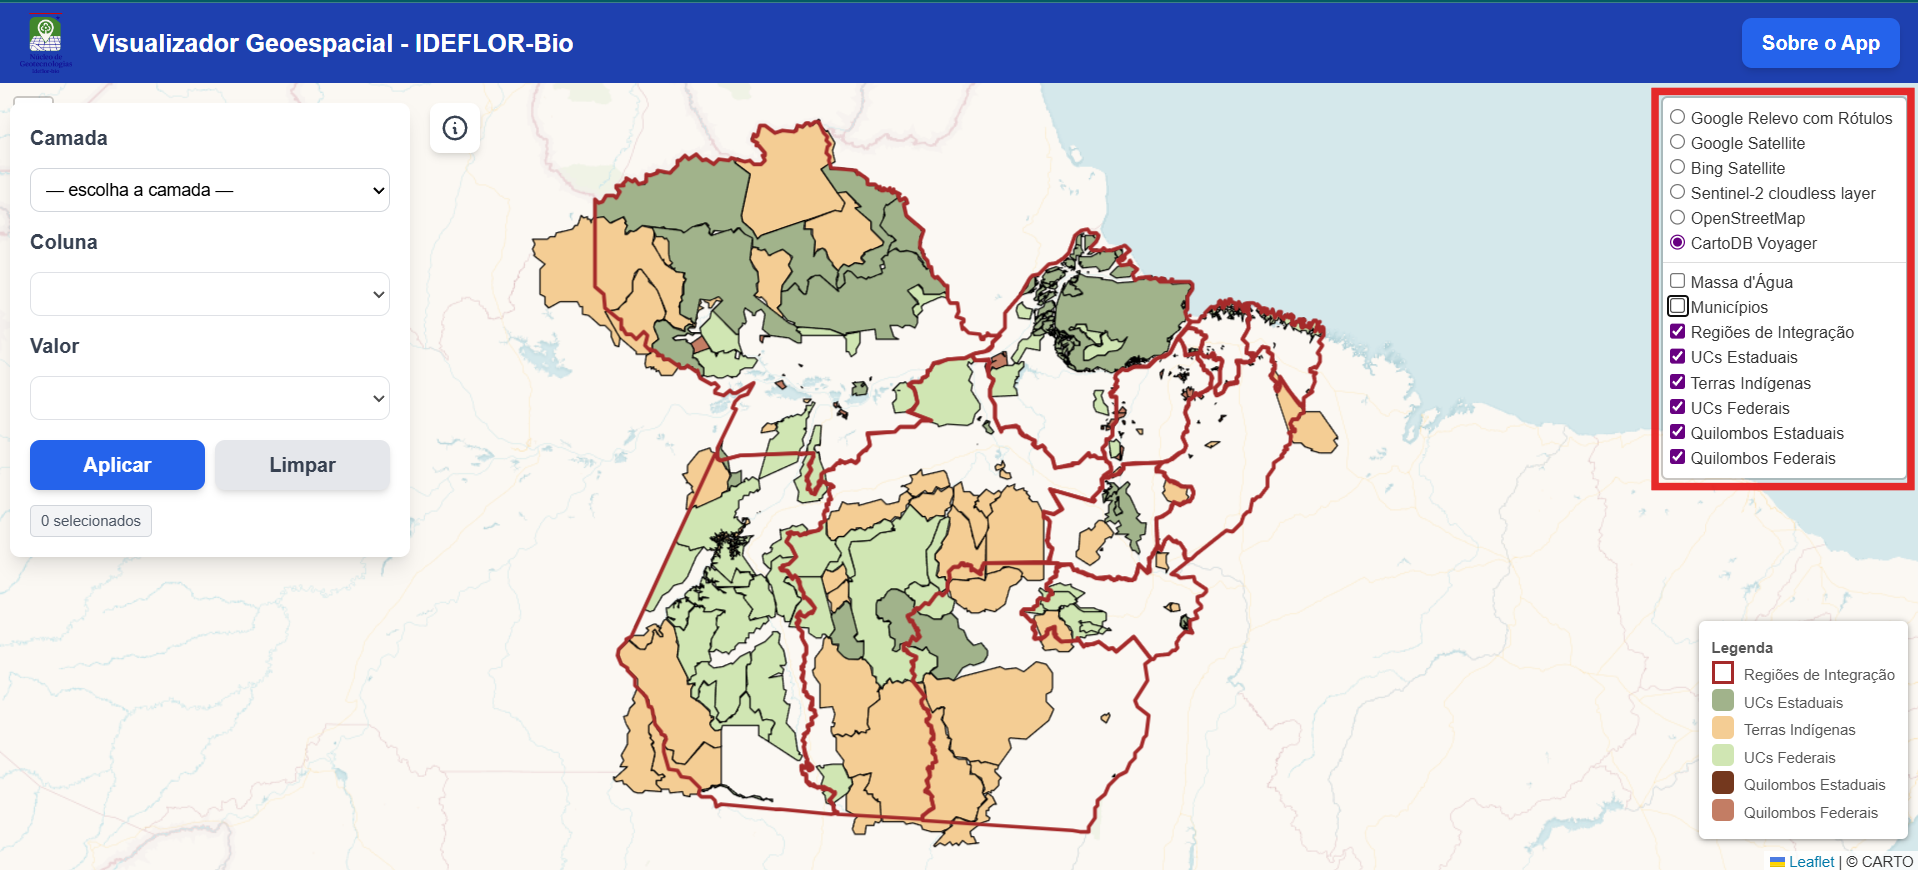 Núcleo de
Geotecnologias
Visualizador Geoespacial - IDEFLOR-Bio
Sobre o App
Camada
— escolha a camada —
Coluna
Valor
Aplicar
Limpar
0 selecionados
Google Relevo com Rótulos
Google Satellite
Bing Satellite
Sentinel-2 cloudless layer
OpenStreetMap
CartoDB Voyager
Massa d'Água
Municípios
Regiões de Integração
UCs Estaduais
Terras Indígenas
UCs Federais
Quilombos Estaduais
Quilombos Federais
Legenda
Regiões de Integração
UCs Estaduais
Terras Indígenas
UCs Federais
Quilombos Estaduais
Quilombos Federais
Leaflet | © CARTO